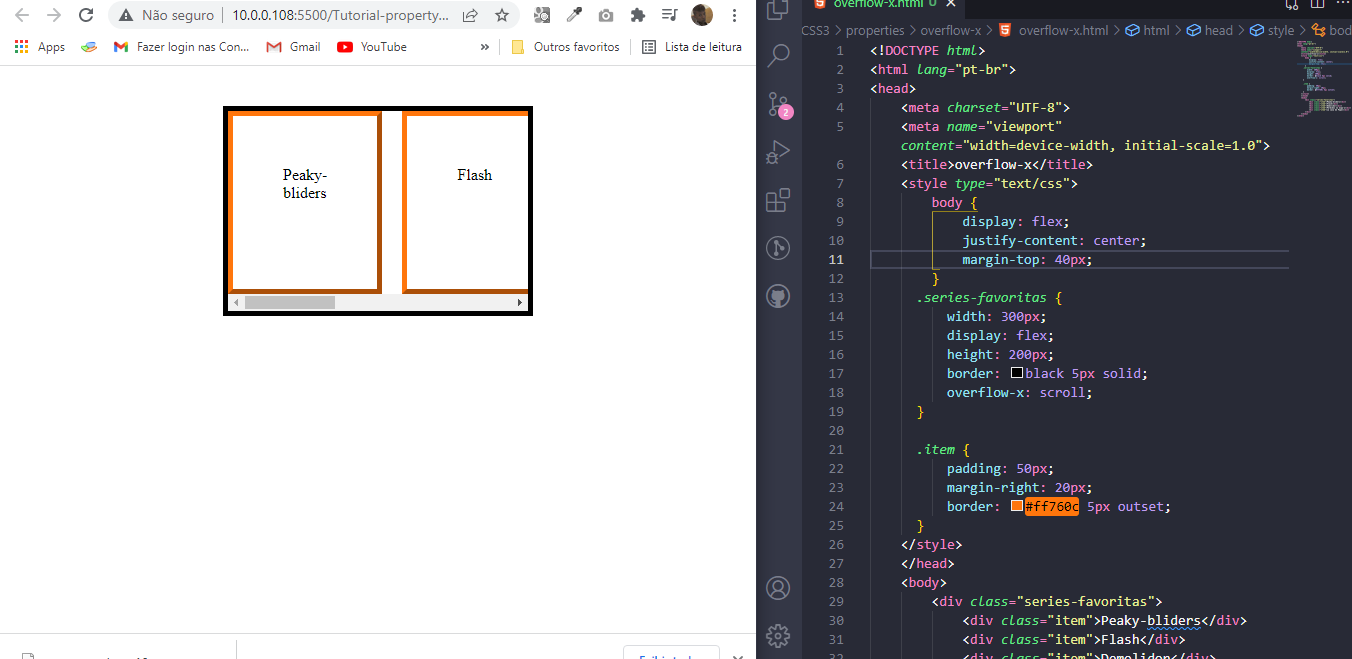 Não seguro
10.0.0.108:5500/Tutorial-property...
Apps
Fazer login nas Con...
Gmail
YouTube
»
Outros favoritos
Lista de leitura
Peaky-
bliders
Flash
overflow-x.html
2
CSS3 > properties > overflow-x > overflow-x.html > html > head > style > bod
1 <!DOCTYPE html>
2 <html lang="pt-br">
3 <head>
4 <meta charset="UTF-8">
5 <meta name="viewport"
content="width=device-width, initial-scale=1.0">
6 <title>overflow-x</title>
7 <style type="text/css">
8 body {
9 display: flex;
10 justify-content: center;
11 margin-top: 40px;
12 }
13 .series-favoritas {
14 width: 300px;
15 display: flex;
16 height: 200px;
17 border: black 5px solid;
18 overflow-x: scroll;
19 }
20
21 .item {
22 padding: 50px;
23 margin-right: 20px;
24 border: #ff760c 5px outset;
25 }
26 </style>
27 </head>
28 <body>
29 <div class="series-favoritas">
30 <div class="item">Peaky-bliders</div>
31 <div class="item">Flash</div>
32 <div class="item">Demolidor</div>